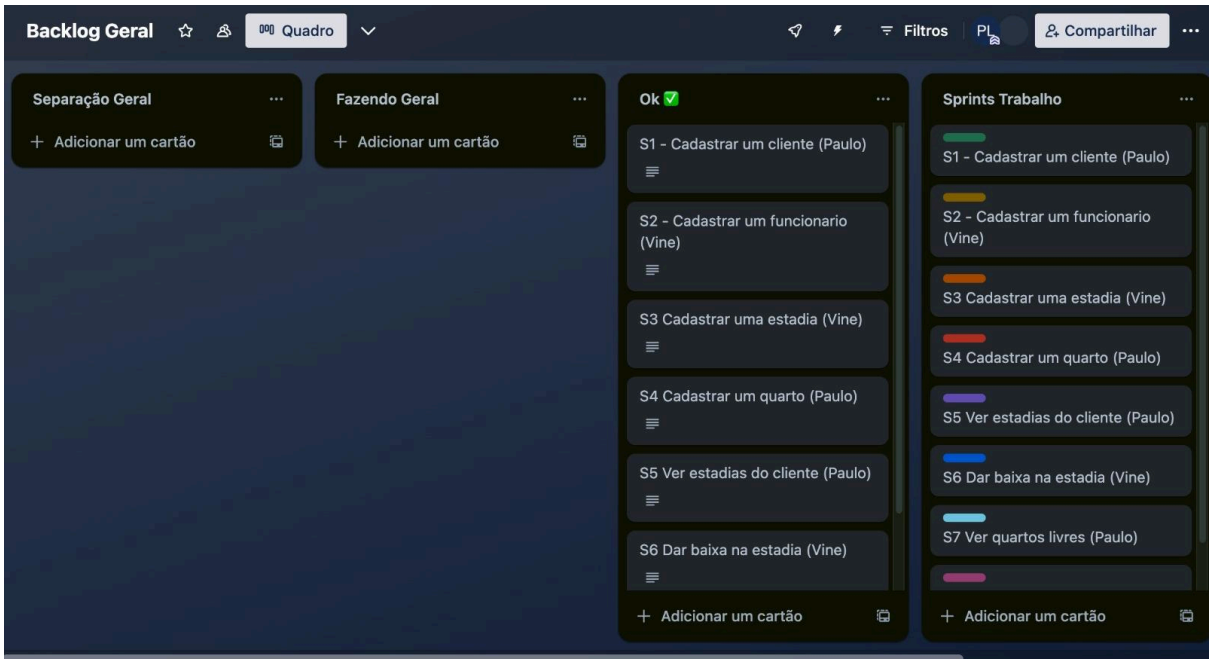 Backlog Geral
Quadro
Filtros
PL
Compartilhar
Separação Geral
Adicionar um cartão
Fazendo Geral
Adicionar um cartão
Ok ✅
S1 - Cadastrar um cliente (Paulo)
S2 - Cadastrar um funcionario
(Vine)
S3 Cadastrar uma estadia (Vine)
S4 Cadastrar um quarto (Paulo)
S5 Ver estadias do cliente (Paulo)
S6 Dar baixa na estadia (Vine)
Adicionar um cartão
Sprints Trabalho
S1 - Cadastrar um cliente (Paulo)
S2 - Cadastrar um funcionario
(Vine)
S3 Cadastrar uma estadia (Vine)
S4 Cadastrar um quarto (Paulo)
S5 Ver estadias do cliente (Paulo)
S6 Dar baixa na estadia (Vine)
S7 Ver quartos livres (Paulo)
Adicionar um cartão